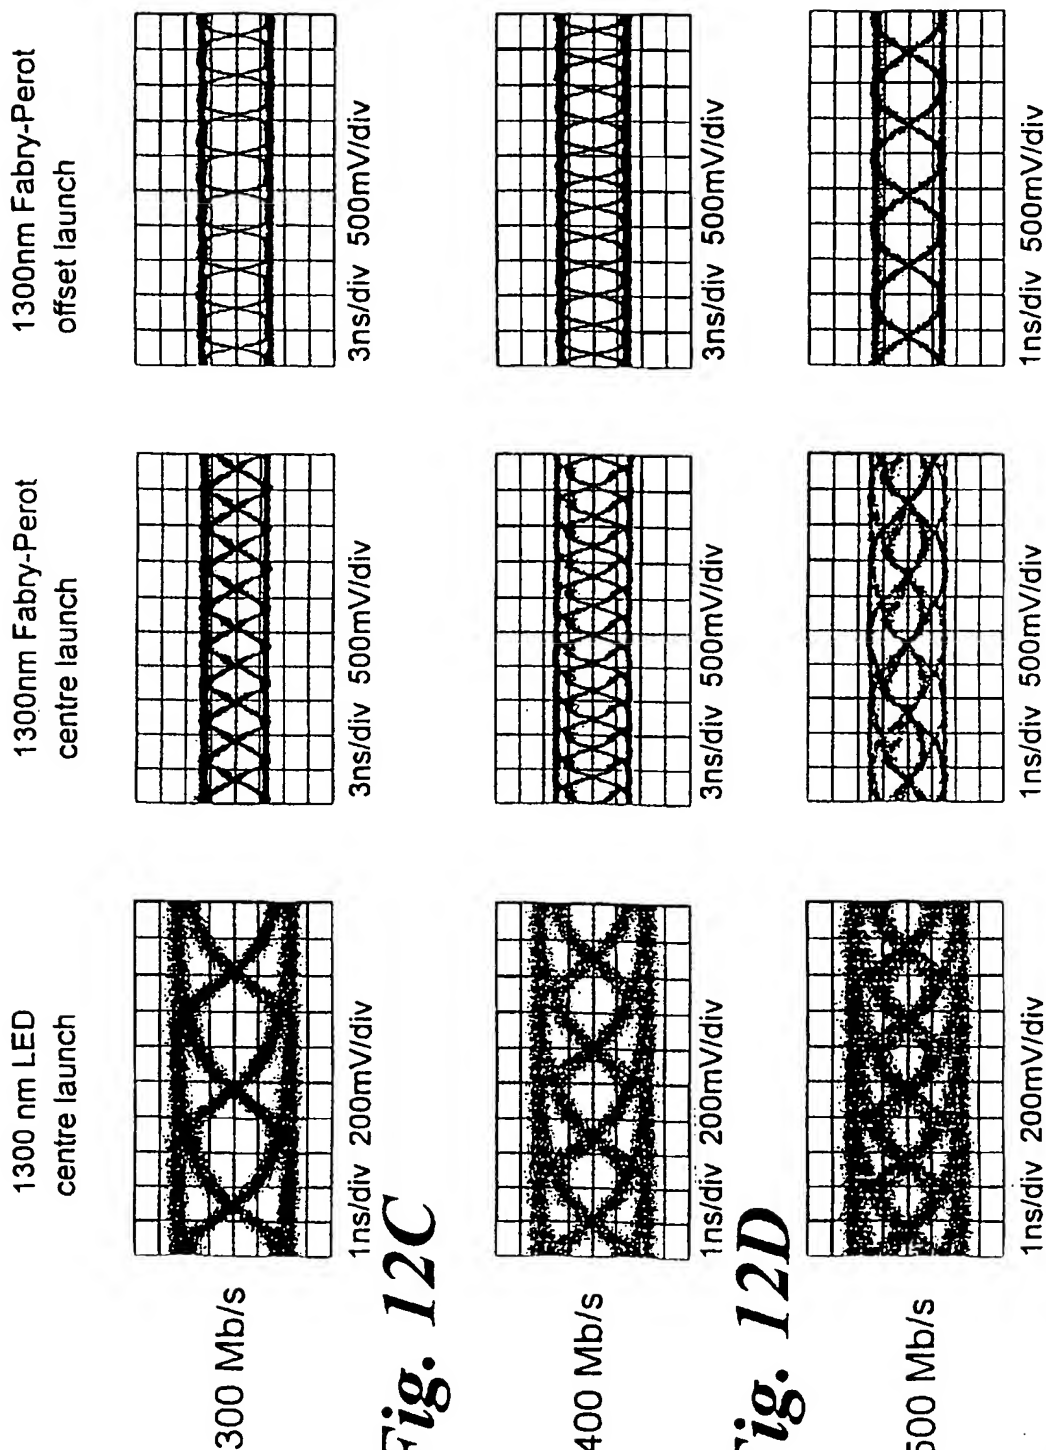 1300 nm LED
centre launch
1300nm Fabry-Perot
centre launch
1300nm Fabry-Perot
offset launch
300 Mb/s
1ns/div 200mV/div
3ns/div 500mV/div
3ns/div 500mV/div
Fig. 12C
400 Mb/s
1ns/div 200mV/div
3ns/div 500mV/div
3ns/div 500mV/div
Fig. 12D
500 Mb/s
1ns/div 200mV/div
1ns/div 500mV/div
1ns/div 500mV/div